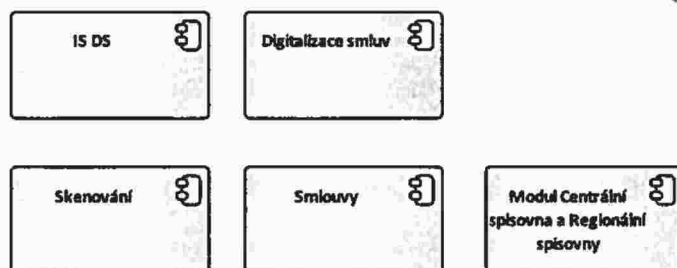 IS DS
Digitalizace smluv
Skenování
Smlouvy
Modul Centrální
spisovna a Regionální
spisovny